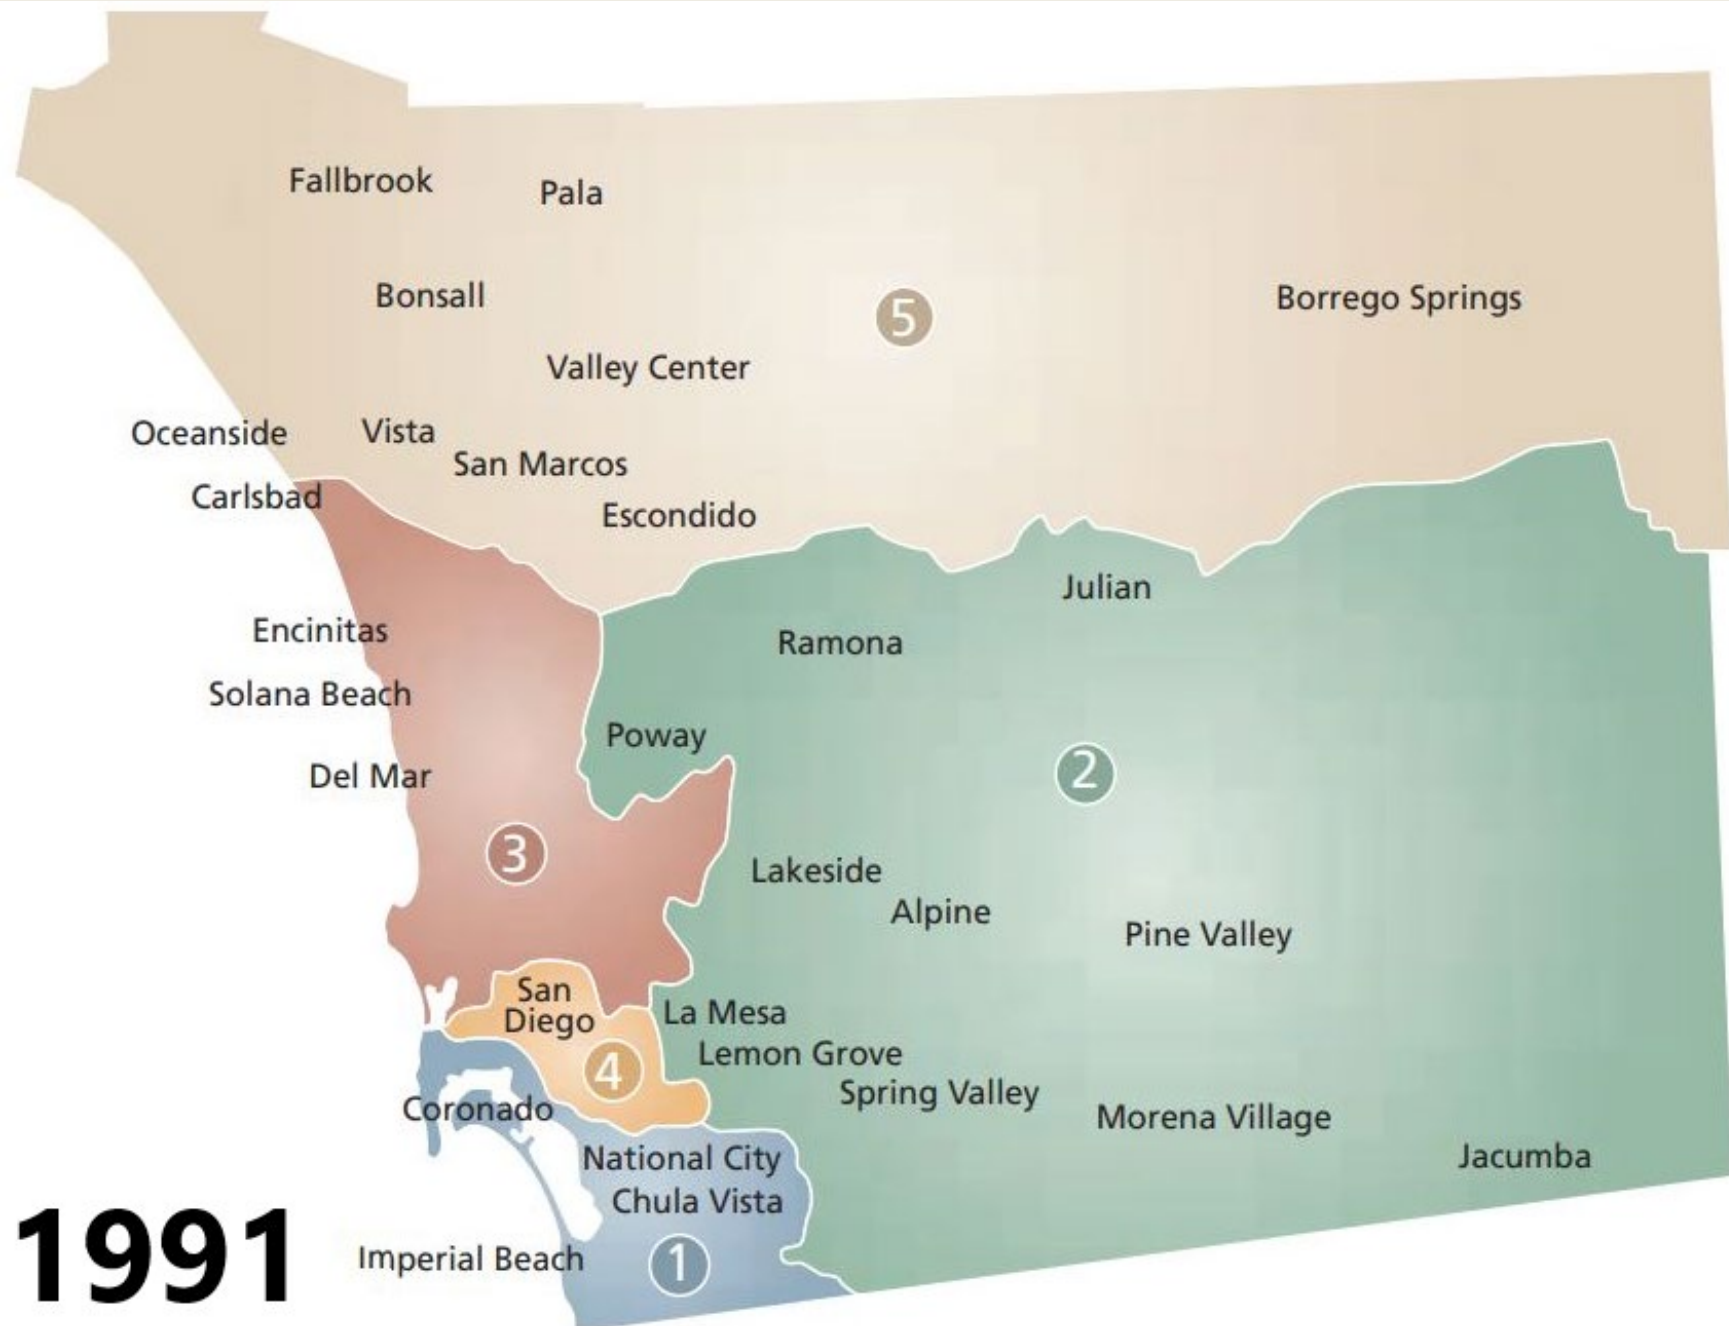 Fallbrook
Pala
Bonsall
5
Borrego Springs
Valley Center
Oceanside
Vista
San Marcos
Carlsbad
Escondido
Julian
Encinitas
Ramona
Solana Beach
Poway
Del Mar
2
3
Lakeside
Alpine
Pine Valley
San
Diego
La Mesa
Lemon Grove
4
Spring Valley
Coronado
Morena Village
National City
Jacumba
Chula Vista
1991
Imperial Beach
1